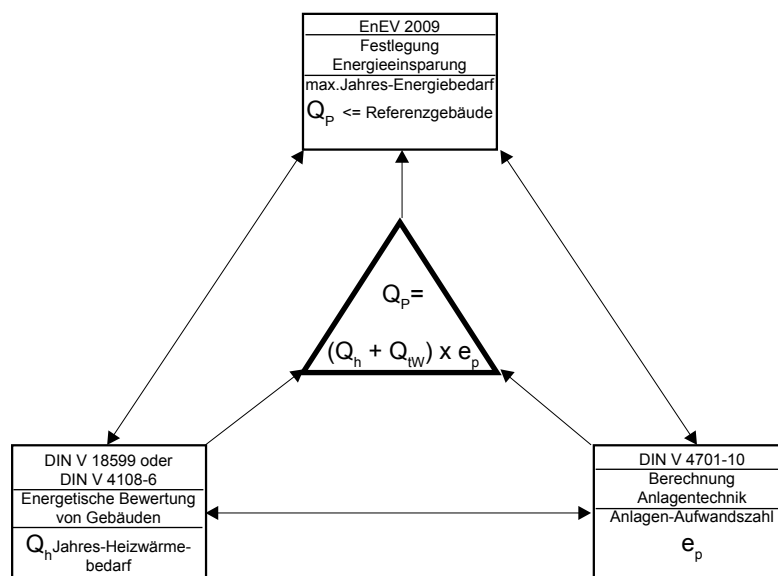 EnEV 2009
Festlegung
Energieeinsparung
max.Jahres-Energiebedarf
QP <= Referenzgebäude
QP=
(Qh + QtW) x ep
DIN V 18599 oder
DIN V 4108-6
Energetische Bewertung
von Gebäuden
QhJahres-Heizwärme-
bedarf
DIN V 4701-10
Berechnung
Anlagentechnik
Anlagen-Aufwandszahl
ep